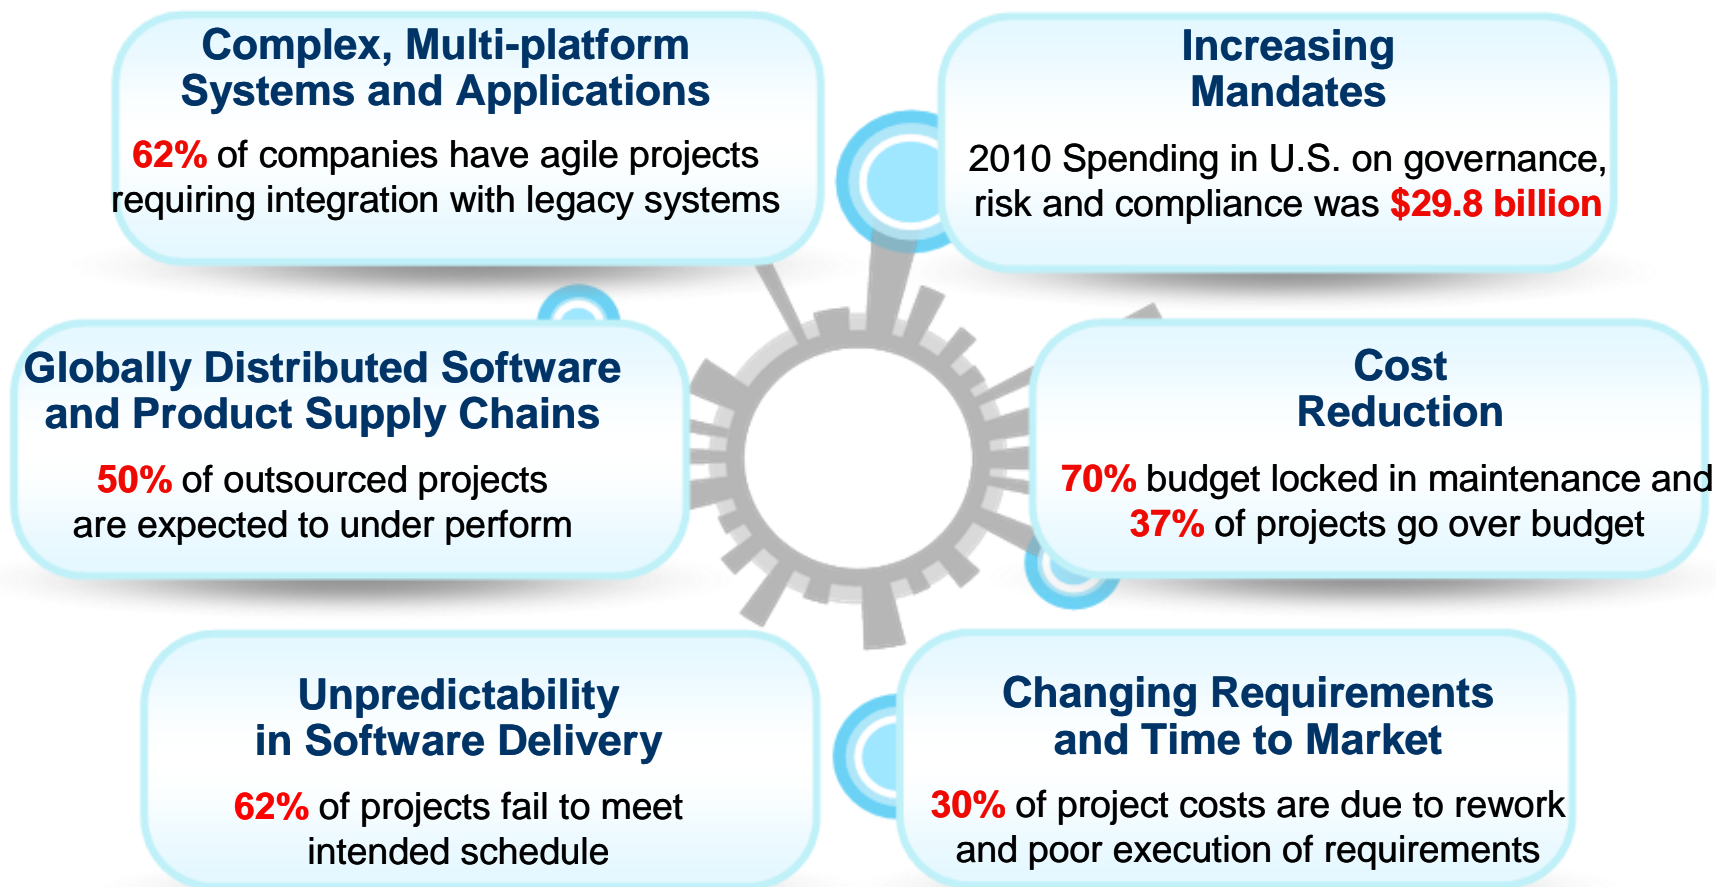 Complex, Multi-platform
Systems and Applications
62% of companies have agile projects
requiring integration with legacy systems
Increasing
Mandates
2010 Spending in U.S. on governance,
risk and compliance was $29.8 billion
Globally Distributed Software
and Product Supply Chains
50% of outsourced projects
are expected to under perform
Cost
Reduction
70% budget locked in maintenance and
37% of projects go over budget
Unpredictability
in Software Delivery
62% of projects fail to meet
intended schedule
Changing Requirements
and Time to Market
30% of project costs are due to rework
and poor execution of requirements